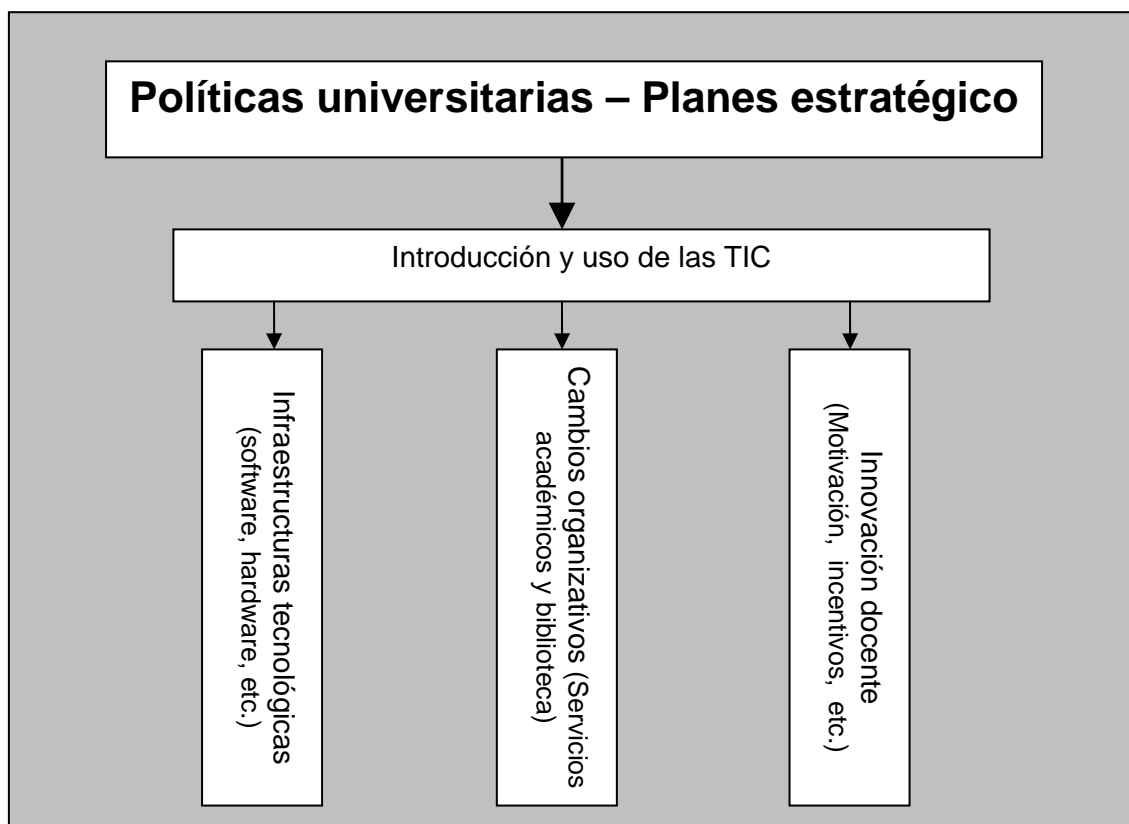 Políticas universitarias – Planes estratégico
Introducción y uso de las TIC
Infraestructuras tecnológicas
(software, hardware, etc.)
Cambios organizativos (Servicios
académicos y biblioteca)
Innovación docente
(Motivación, incentivos, etc.)